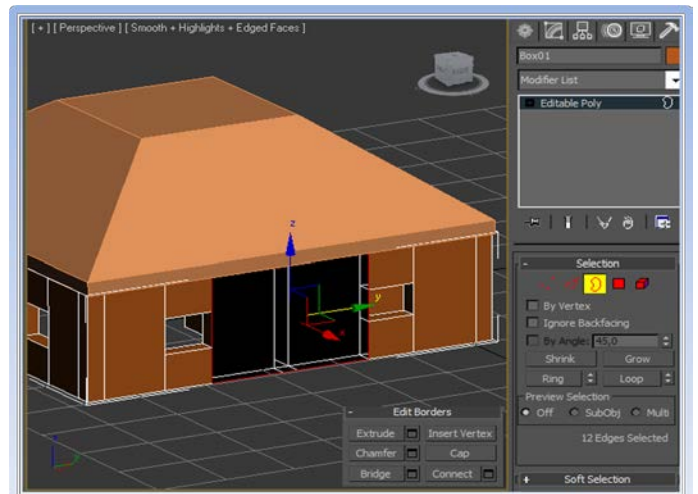 [ + ] [ Perspective ] [ Smooth + Highlights + Edged Faces ]
Box01
Modifier List
Editable Poly
- Selection
By Vertex
Ignore Backfacing
By Angle: 45,0
Shrink Grow
Ring Loop
Preview Selection
Off SubObj Multi
12 Edges Selected
+ Soft Selection
- Edit Borders
Extrude Insert Vertex
Chamfer Cap
Bridge Connect
z
y
x